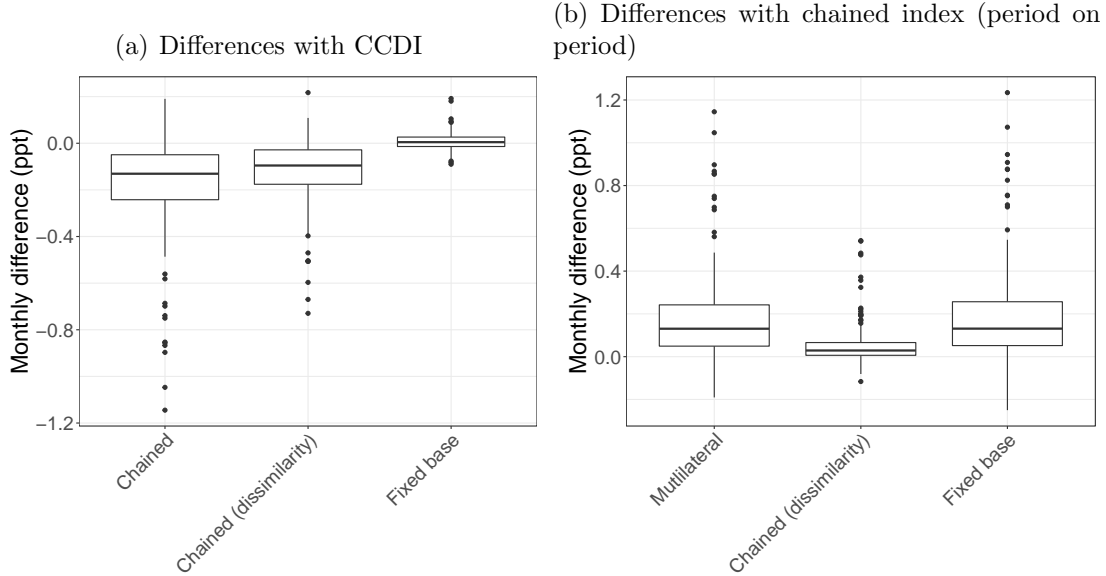 (a) Differences with CCDI
Monthly difference (ppt)
0.0
−0.4
−0.8
−1.2
Chained
Chained (dissimilarity)
Fixed base
(b) Differences with chained index (period on
period)
Monthly difference (ppt)
1.2
0.8
0.4
0.0
Mutilateral
Chained (dissimilarity)
Fixed base